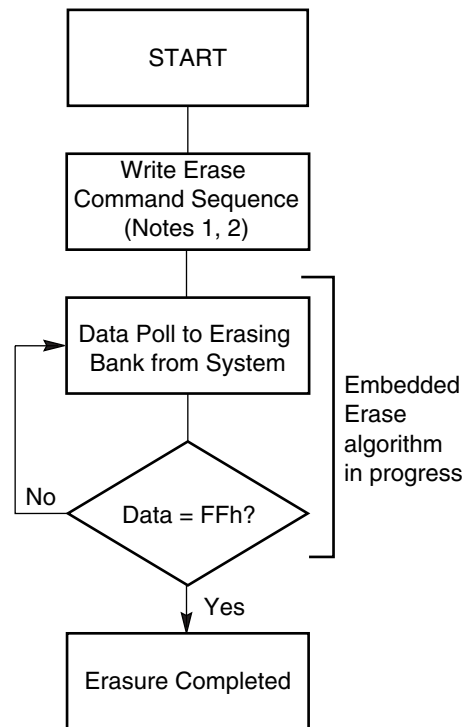 START
Write Erase
Command Sequence
(Notes 1, 2)
Data Poll to Erasing
Bank from System
Embedded
Erase
algorithm
in progress
No
Data = FFh?
Yes
Erasure Completed